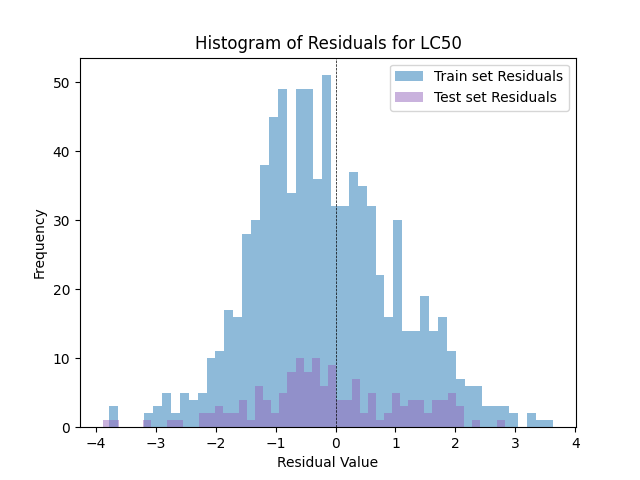 Histogram of Residuals for LC50
Train set Residuals
Test set Residuals
Frequency
50
40
30
20
10
0
−4 −3 −2 −1 0 1 2 3 4
Residual Value